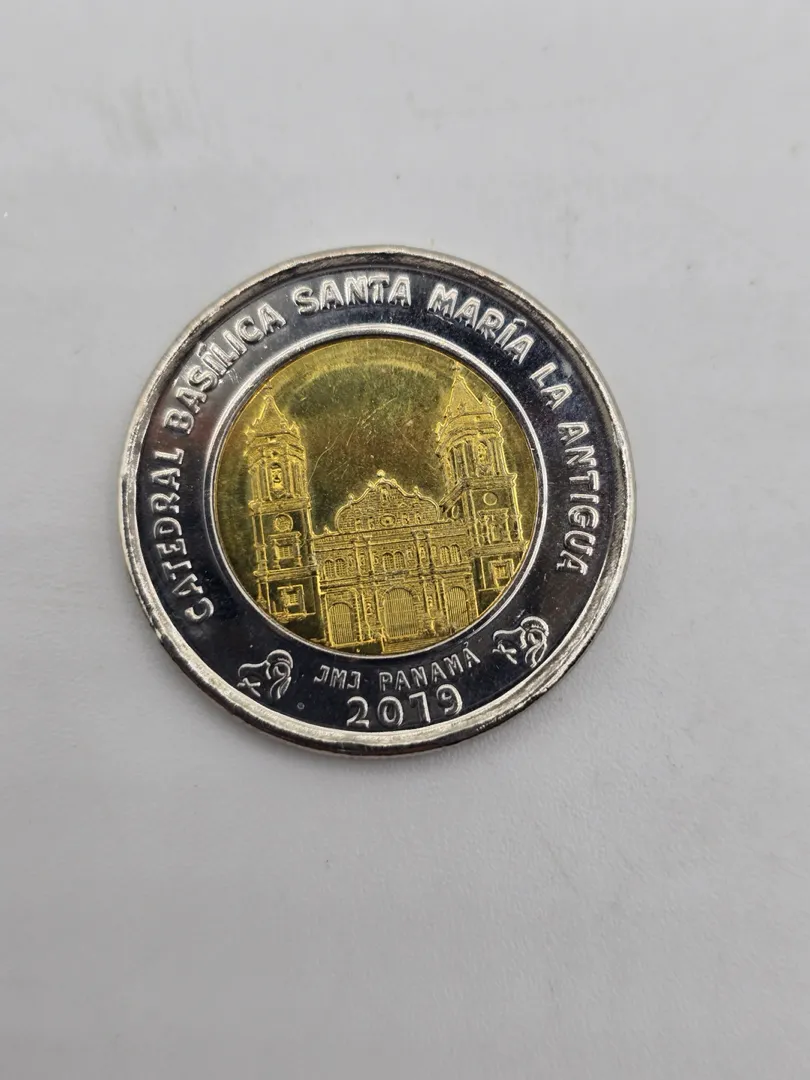 CATEDRAL BASÍLICA SANTA MARÍA LA ANTIGUA
JMJ PANAMÁ
2019